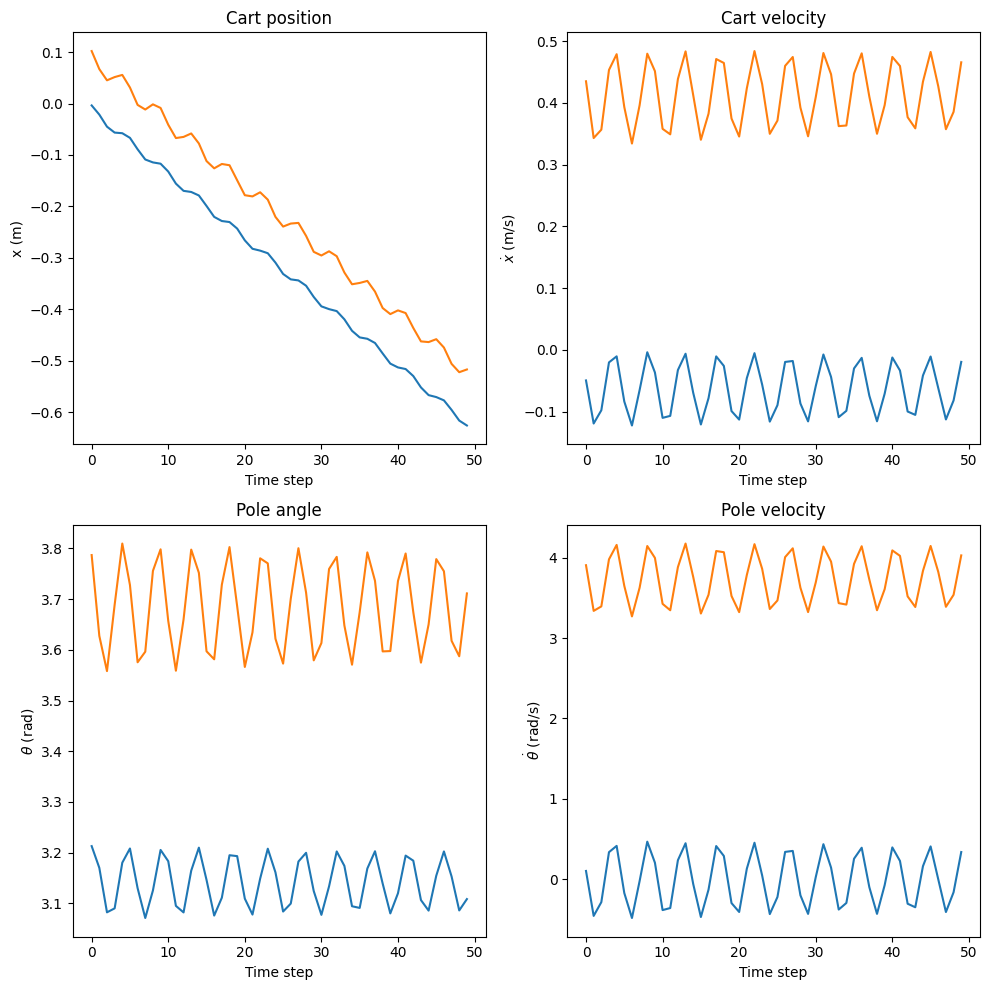 Cart position
0.1
0.0
−0.1
−0.2
−0.3
−0.4
−0.5
−0.6
x (m)
0 10 20 30 40 50
Time step
Cart velocity
0.5
0.4
0.3
0.2
0.1
0.0
−0.1
ẋ (m/s)
0 10 20 30 40 50
Time step
Pole angle
3.8
3.7
3.6
3.5
3.4
3.3
3.2
3.1
θ (rad)
0 10 20 30 40 50
Time step
Pole velocity
4
3
2
1
0
θ̇ (rad/s)
0 10 20 30 40 50
Time step